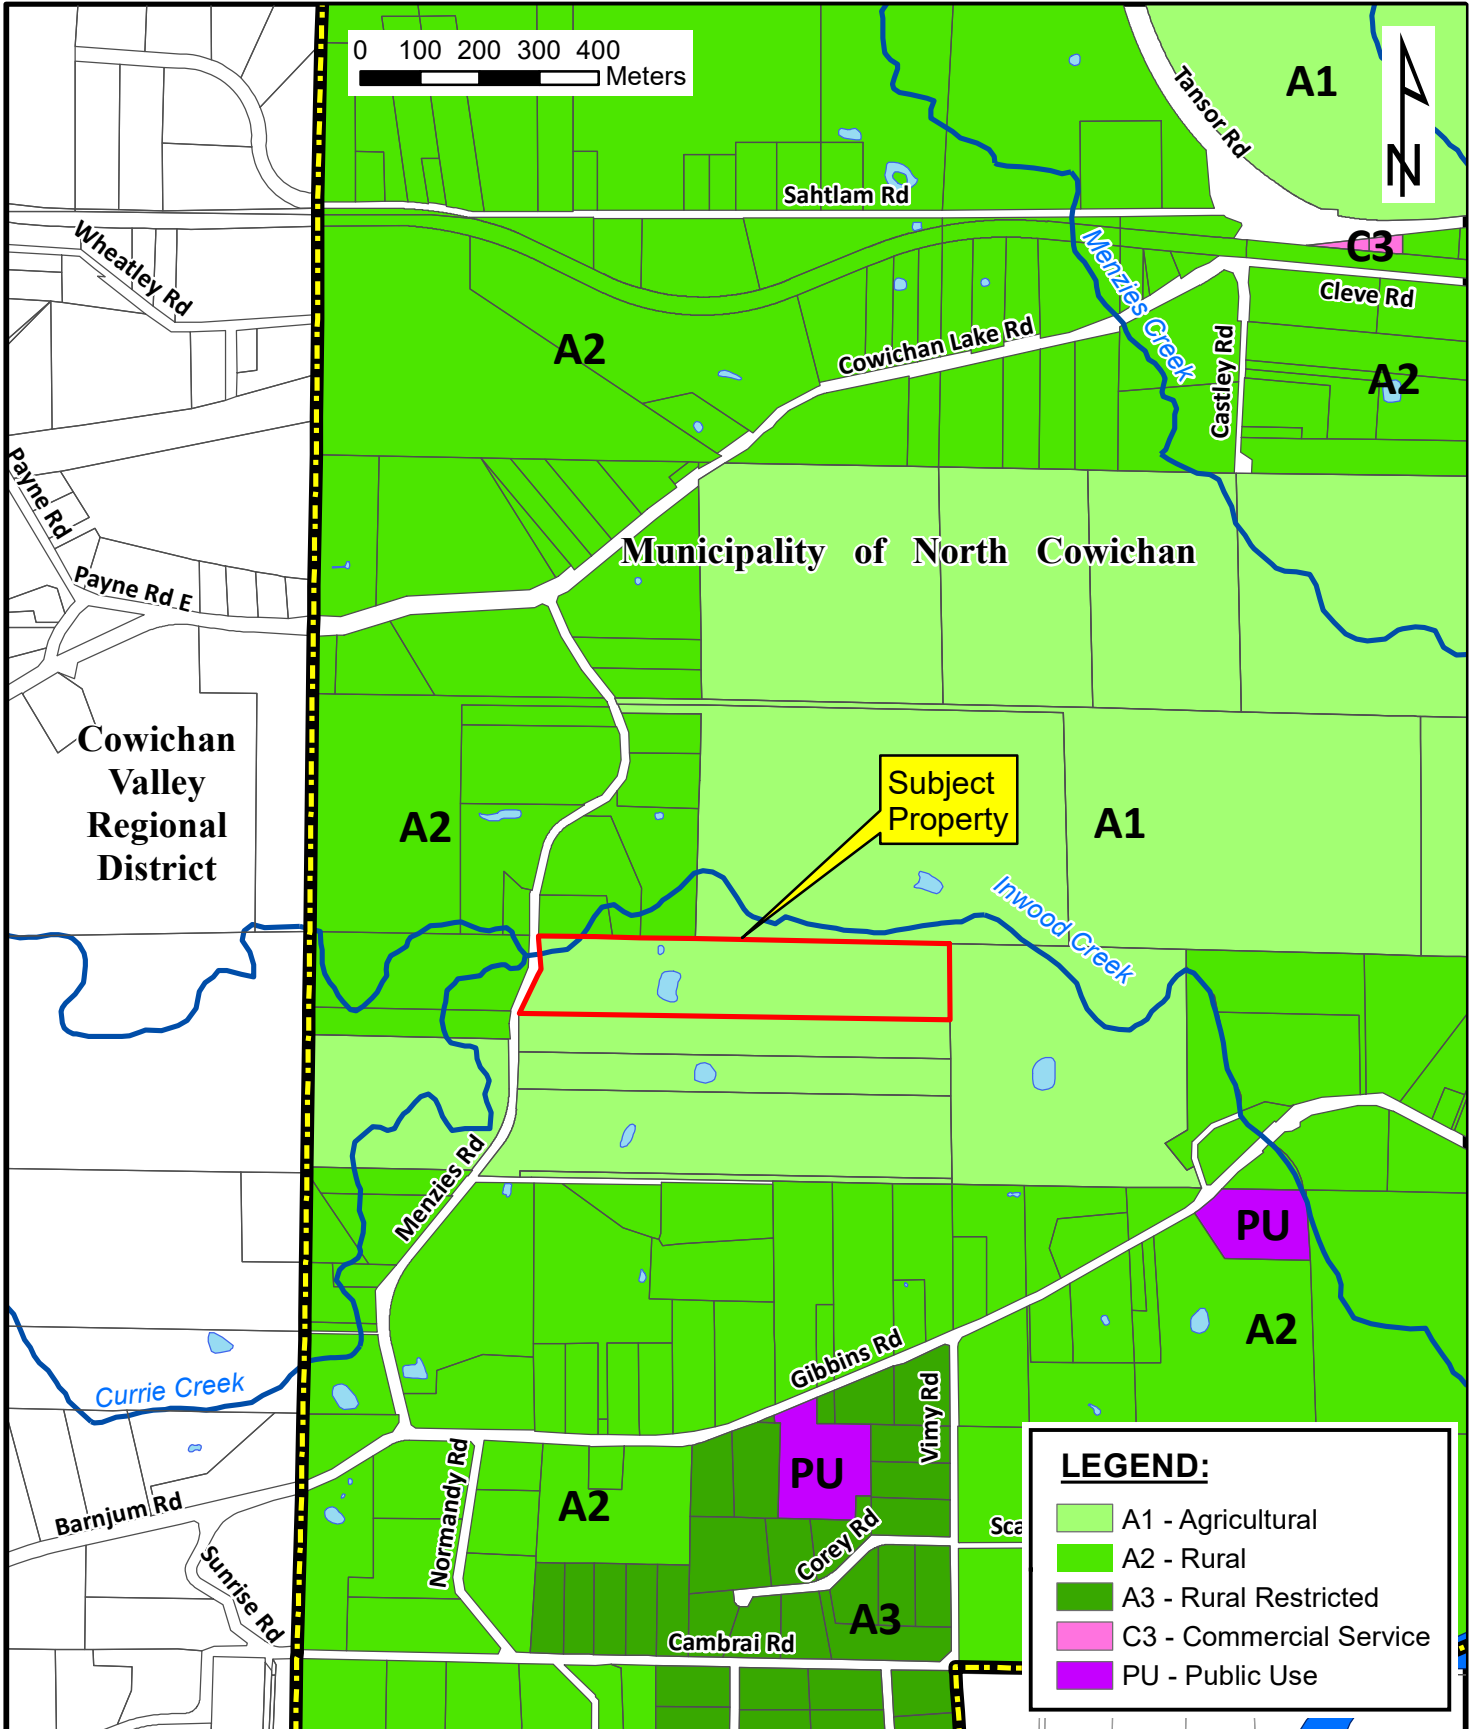 0 100 200 300 400
Meters
A1
N
Tansor Rd
Sahtlam Rd
Wheatley Rd
C3
Menzies Creek
Cleve Rd
A2
Cowichan Lake Rd
Castley Rd
A2
Payne Rd
Municipality of North Cowichan
Payne Rd E
Cowichan
Valley
Regional
District
Subject
Property
A2
A1
Inwood Creek
Menzies Rd
PU
A2
Gibbins Rd
Currie Creek
Vimy Rd
Normandy Rd
PU
A2
Barnjum Rd
Corey Rd
Sunrise Rd
A3
Cambrai Rd
LEGEND:
A1 - Agricultural
A2 - Rural
A3 - Rural Restricted
C3 - Commercial Service
PU - Public Use